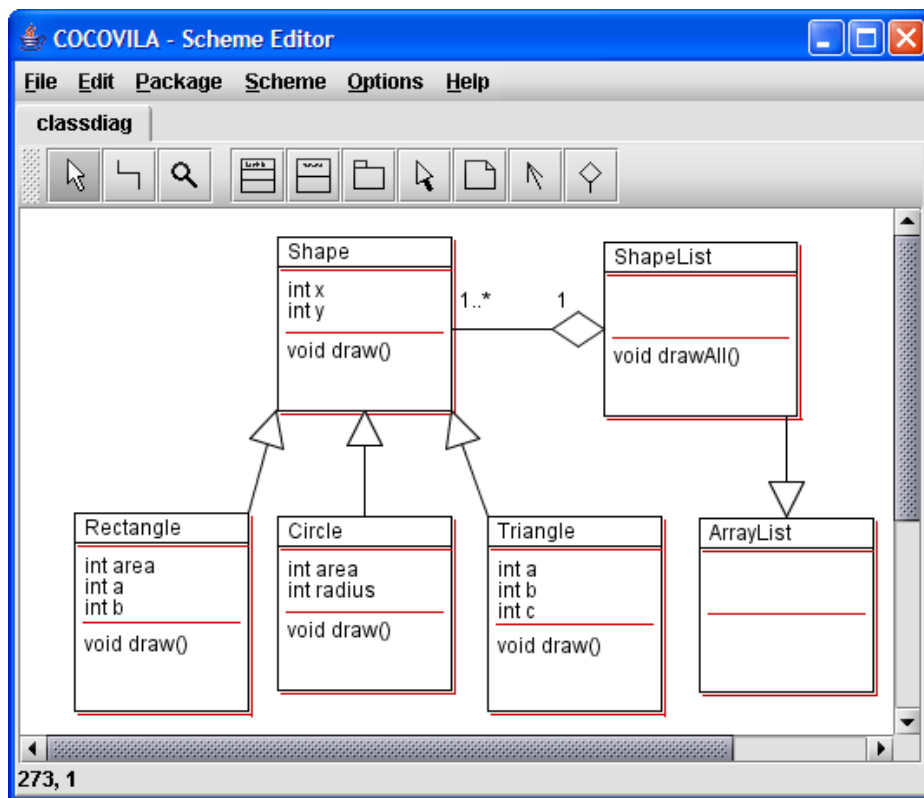 COCOVILA - Scheme Editor
File Edit Package Scheme Options Help
classdiag
Shape
int x
int y
void draw()
1..*
1
ShapeList
void drawAll()
Rectangle
int area
int a
int b
void draw()
Circle
int area
int radius
void draw()
Triangle
int a
int b
int c
void draw()
ArrayList
273, 1